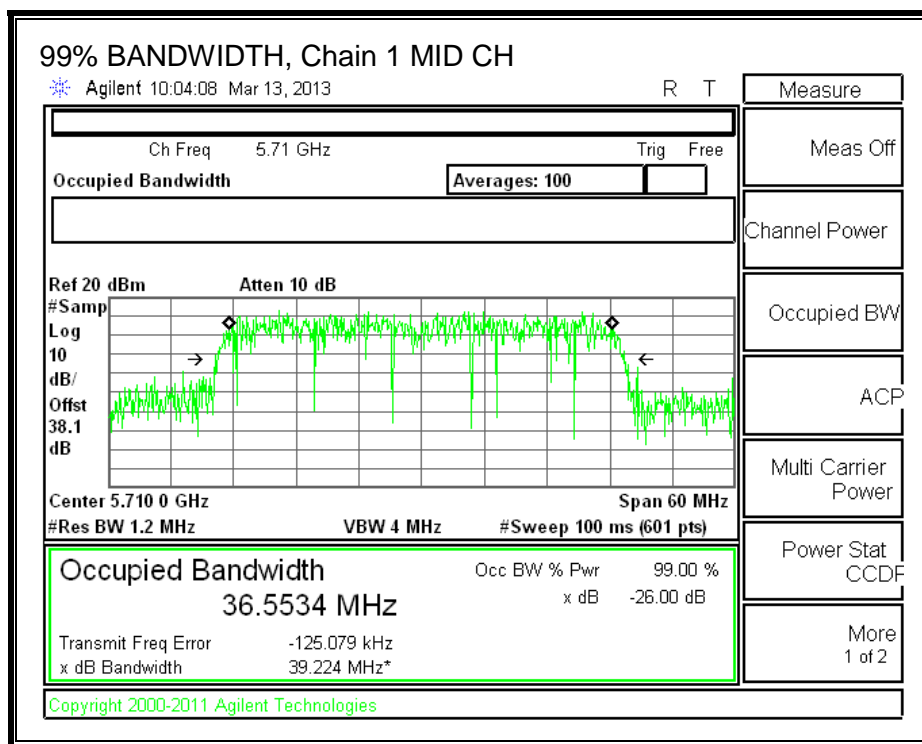 99% BANDWIDTH, Chain 1 MID CH
Agilent 10:04:08 Mar 13, 2013 R T
Measure
Ch Freq 5.71 GHz Trig Free
Occupied Bandwidth Averages: 100
Ref 20 dBm Atten 10 dB
#Samp
Log
10
dB/
Offst
38.1
dB
Center 5.710 0 GHz Span 60 MHz
#Res BW 1.2 MHz VBW 4 MHz #Sweep 100 ms (601 pts)
Occupied Bandwidth
36.5534 MHz
Occ BW % Pwr 99.00 %
x dB -26.00 dB
Transmit Freq Error -125.079 kHz
x dB Bandwidth 39.224 MHz*
Copyright 2000-2011 Agilent Technologies
Meas Off
Channel Power
Occupied BW
ACP
Multi Carrier
Power
Power Stat
CCDF
More
1 of 2